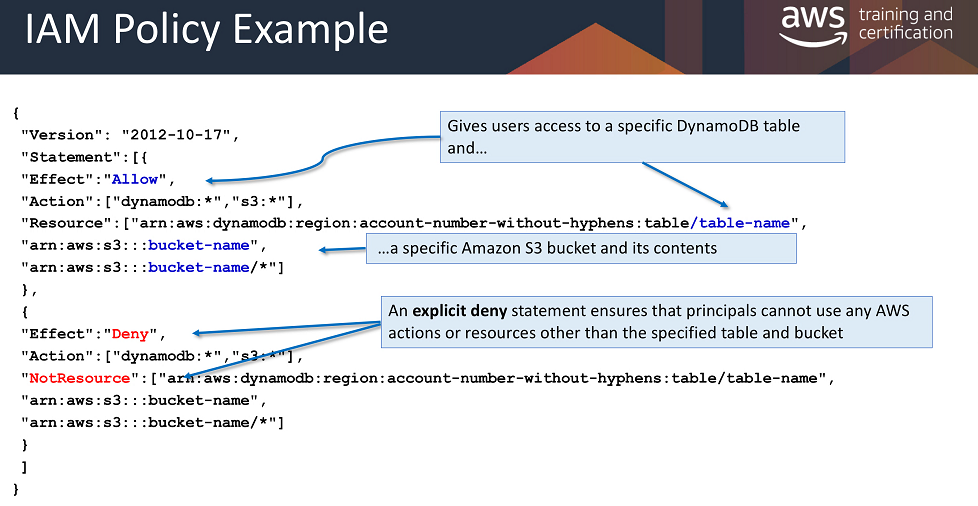 IAM Policy Example
aws training and
certification
{
"Version": "2012-10-17",
"Statement":[{
"Effect":"Allow",
"Action":["dynamodb:*","s3:*"],
"Resource":["arn:aws:dynamodb:region:account-number-without-hyphens:table/table-name",
"arn:aws:s3:::bucket-name",
"arn:aws:s3:::bucket-name/*"]
},
{
"Effect":"Deny",
"Action":["dynamodb:*","s3:*"],
"NotResource":["arn:aws:dynamodb:region:account-number-without-hyphens:table/table-name",
"arn:aws:s3:::bucket-name",
"arn:aws:s3:::bucket-name/*"]
}
]
}
Gives users access to a specific DynamoDB table
and…
…a specific Amazon S3 bucket and its contents
An explicit deny statement ensures that principals cannot use any AWS
actions or resources other than the specified table and bucket